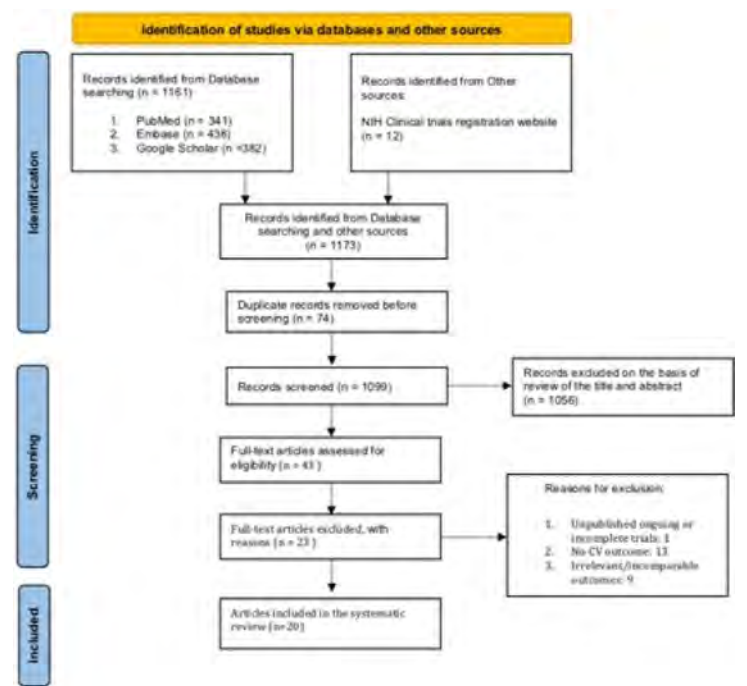 Identification of studies via databases and other sources
Identification
Records identified from Database
searching (n = 1161)
1. PubMed (n = 341)
2. Embase (n = 438)
3. Google Scholar (n =382)
Records identified from Other
sources:
NIH Clinical trials registration website
(n = 12)
Records identified from Database
searching and other sources
(n = 1173)
Duplicate records removed before
screening (n = 74)
Screening
Records screened (n = 1099)
Records excluded on the basis of
review of the title and abstract
(n = 1056)
Full-text articles assessed for
eligibility (n = 43 )
Full-text articles excluded, with
reasons (n = 23 )
Reasons for exclusion:
1. Unpublished ongoing or
incomplete trials: 1
2. No CV outcome: 13
3. Irrelevant/incomparable
outcomes: 9
Included
Articles included in the systematic
review (n=20)